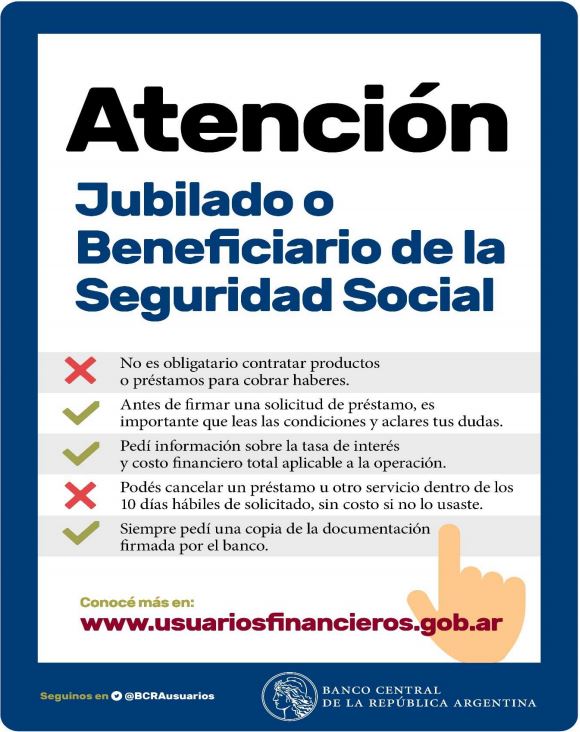 Atención
Jubilado o
Beneficiario de la
Seguridad Social
No es obligatario contratar productos
o préstamos para cobrar haberes.
Antes de firmar una solicitud de préstamo, es
importante que leas las condiciones y aclares tus dudas.
Pedí información sobre la tasa de interés
y costo financiero total aplicable a la operación.
Podés cancelar un préstamo u otro servicio dentro de los
10 días hábiles de solicitado, sin costo si no lo usaste.
Siempre pedí una copia de la documentación
firmada por el banco.
Conocé más en:
www.usuariosfinancieros.gob.ar
Seguinos en @BCRAusuarios
BANCO CENTRAL
DE LA REPÚBLICA ARGENTINA